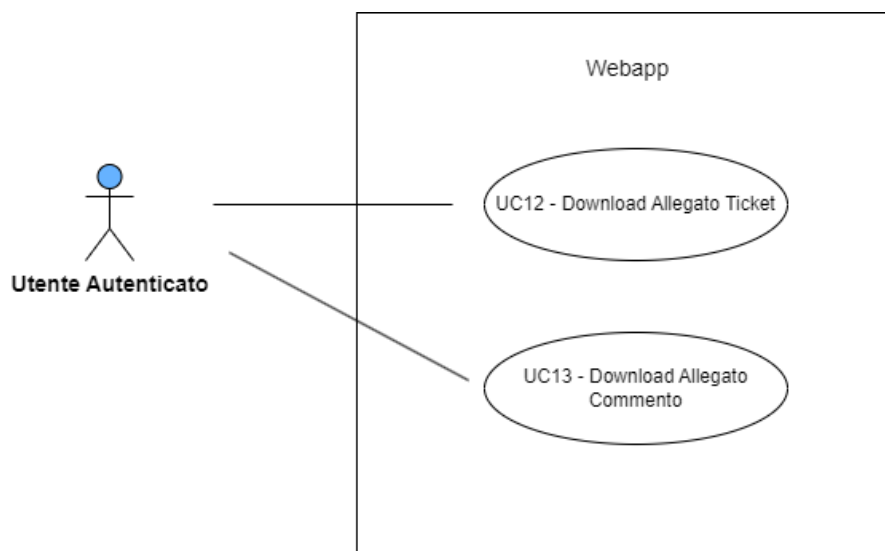 Webapp
UC12 - Download Allegato Ticket
Utente Autenticato
UC13 - Download Allegato
Commento